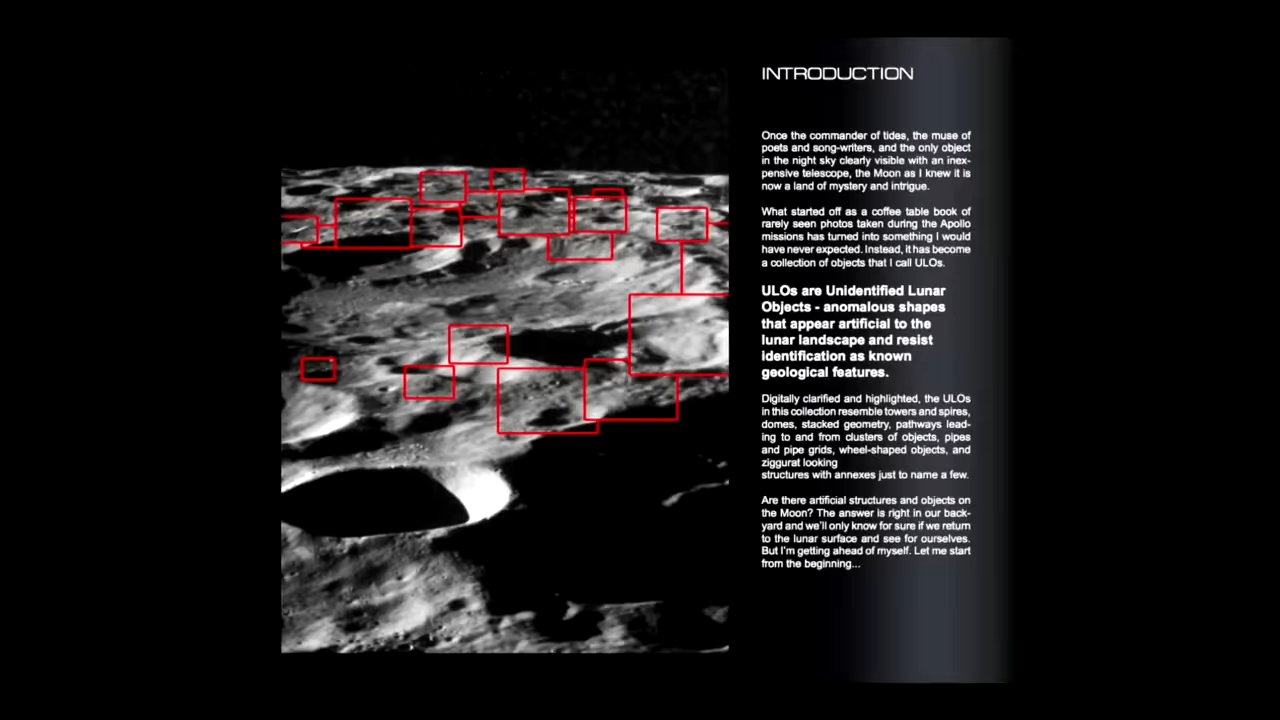 INTRODUCTION
Once the commander of tides, the muse of
poets and song-writers, and the only object
in the night sky clearly visible with an inex-
pensive telescope, the Moon as I knew it is
now a land of mystery and intrigue.
What started off as a coffee table book of
rarely seen photos taken during the Apollo
missions has turned into something I would
have never expected. Instead, it has become
a collection of objects that I call ULOs.
ULOs are Unidentified Lunar
Objects - anomalous shapes
that appear artificial to the
lunar landscape and resist
identification as known
geological features.
Digitally clarified and highlighted, the ULOs
in this collection resemble towers and spires,
domes, stacked geometry, pathways lead-
ing to and from clusters of objects, pipes
and pipe grids, wheel-shaped objects, and
ziggurat looking
structures with annexes just to name a few.
Are there artificial structures and objects on
the Moon? The answer is right in our back-
yard and we'll only know for sure if we return
to the lunar surface and see for ourselves.
But I'm getting ahead of myself. Let me start
from the beginning...